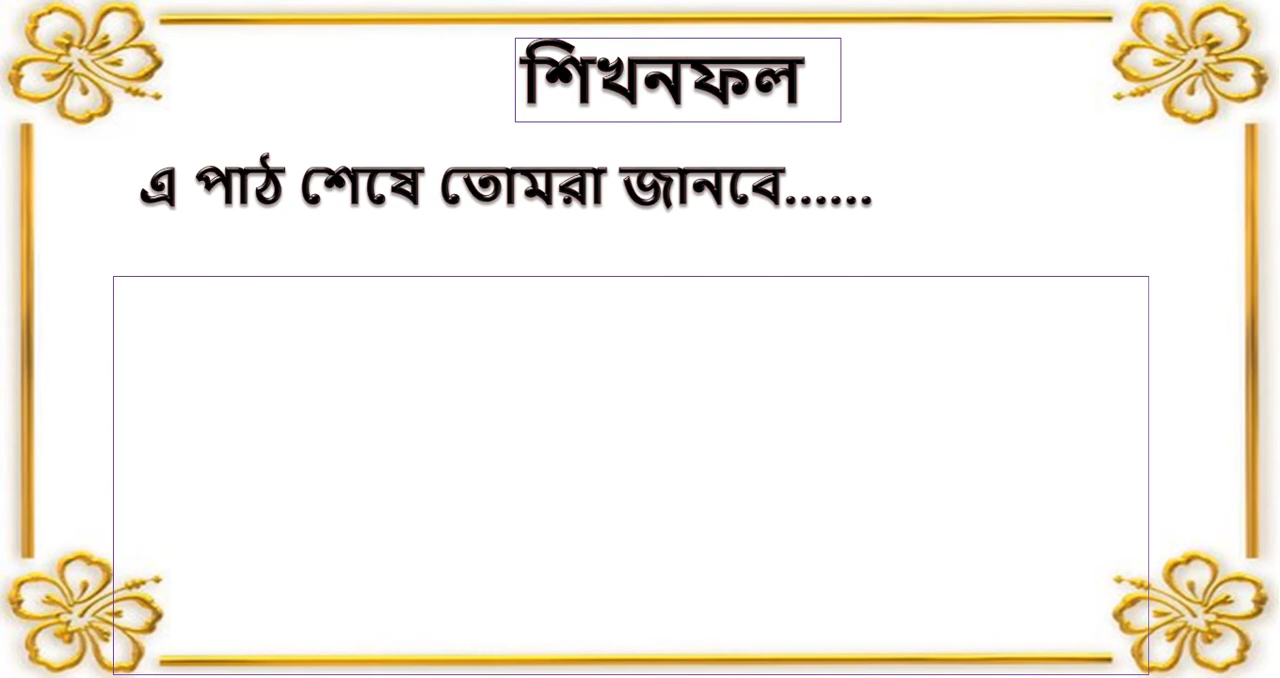 শিখনফল
এ পাঠ শেষে তোমরা জানবে......